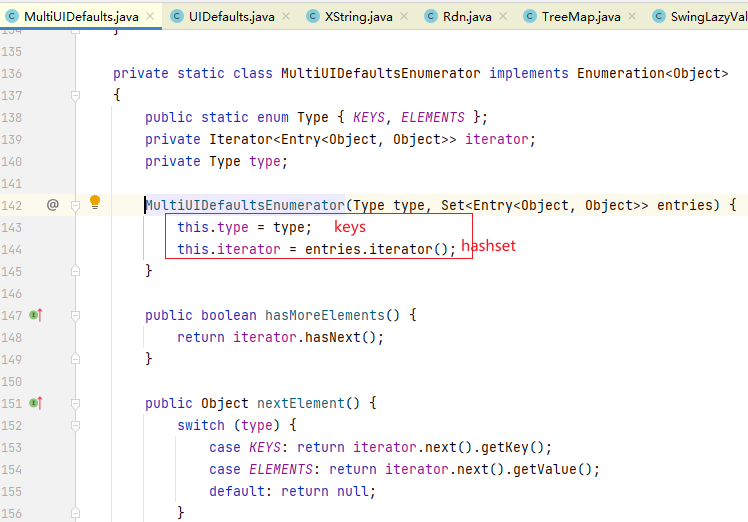 MultiUIDefaults.java UIDefaults.java XString.java Rdn.java TreeMap.java SwingLazyVal
134 }
135
136 private static class MultiUIDefaultsEnumerator implements Enumeration<Object>
137 {
138 public static enum Type { KEYS, ELEMENTS };
139 private Iterator<Entry<Object, Object>> iterator;
140 private Type type;
141
142 @ MultiUIDefaultsEnumerator(Type type, Set<Entry<Object, Object>> entries) {
143 this.type = type; keys
144 this.iterator = entries.iterator(); hashset
145 }
146
147 public boolean hasMoreElements() {
148 return iterator.hasNext();
149 }
150
151 public Object nextElement() {
152 switch (type) {
153 case KEYS: return iterator.next().getKey();
154 case ELEMENTS: return iterator.next().getValue();
155 default: return null;
156 }